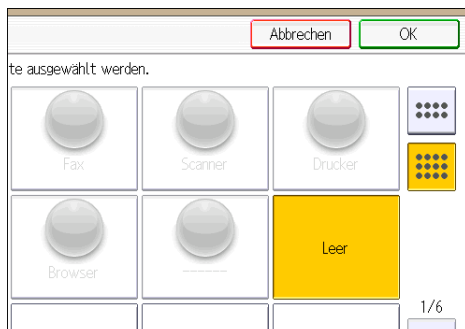 Abbrechen OK
te ausgewählt werden.
Fax Scanner Drucker
Browser ------ Leer
1/6